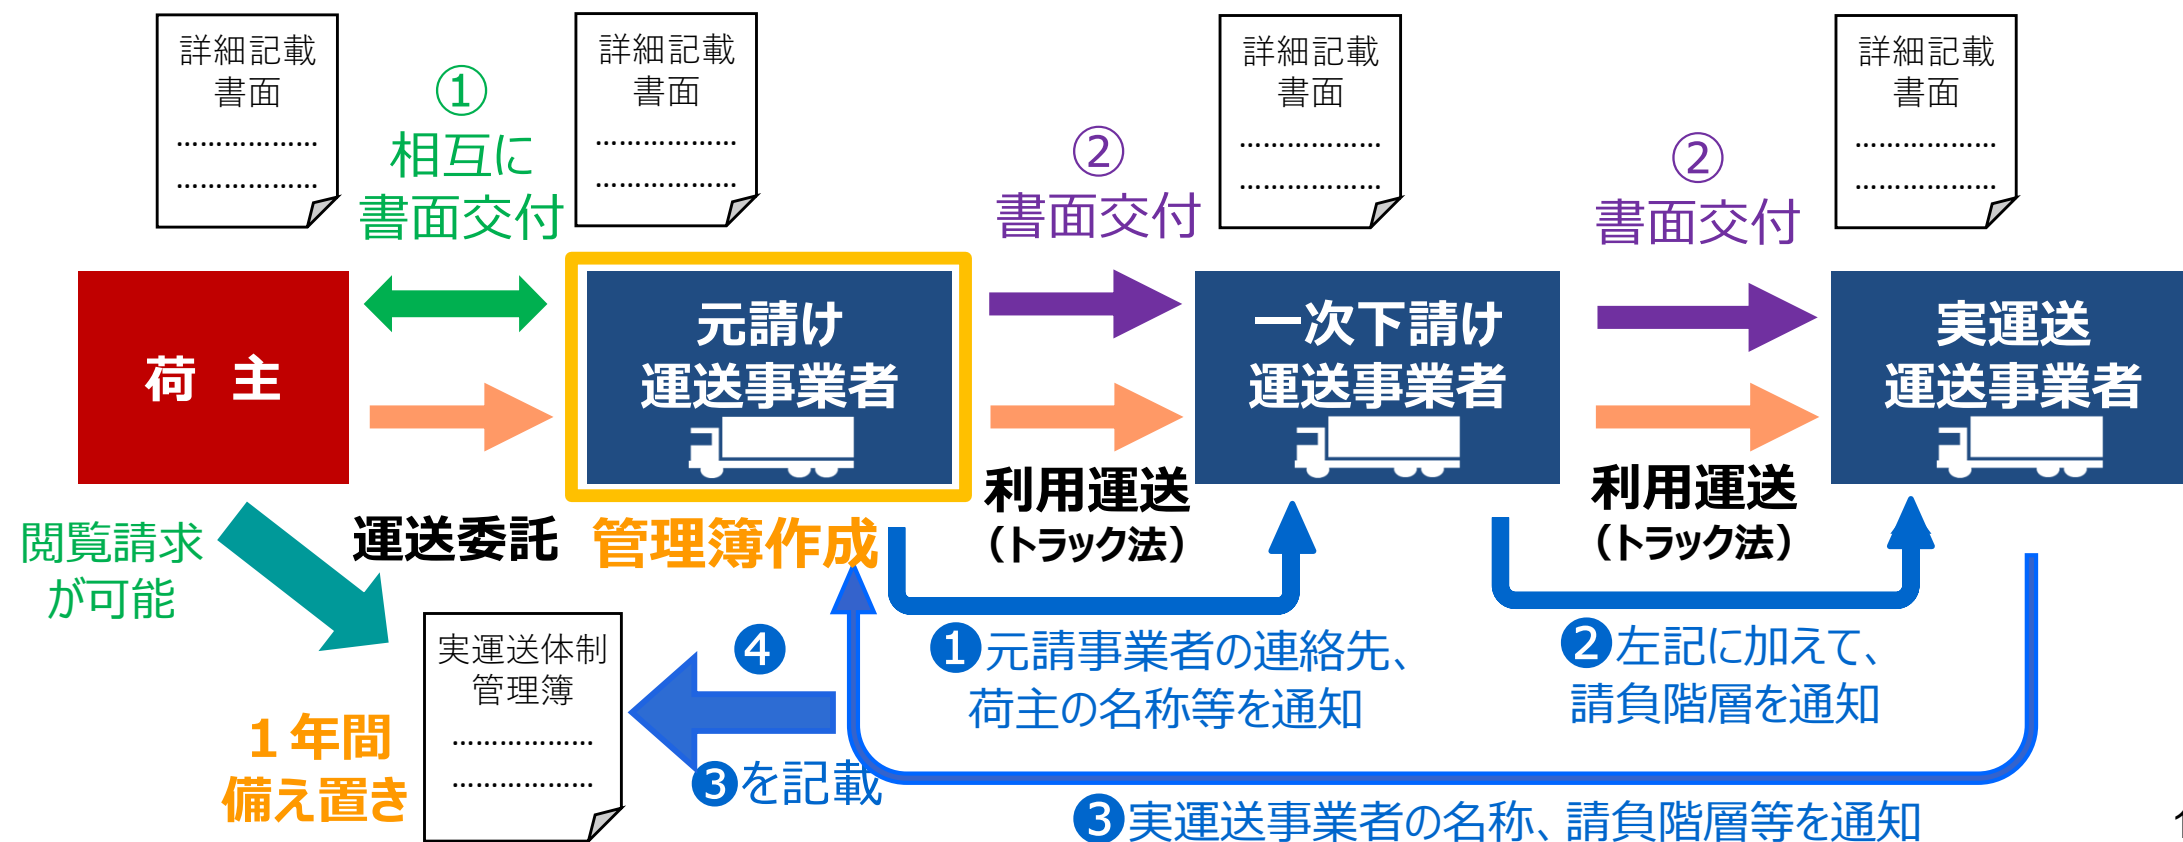 詳細記載
書面
………………
………………
①
相互に
書面交付
詳細記載
書面
………………
………………
②
書面交付
詳細記載
書面
………………
………………
②
書面交付
詳細記載
書面
………………
………………
荷　主
元請け
運送事業者
一次下請け
運送事業者
実運送
運送事業者
閲覧請求
が可能
運送委託
管理簿作成
利用運送
（トラック法）
利用運送
（トラック法）
実運送体制
管理簿
………………
………………
１年間
備え置き
❹
❸を記載
❶元請事業者の連絡先、
荷主の名称等を通知
❷左記に加えて、
請負階層を通知
❸実運送事業者の名称、請負階層等を通知